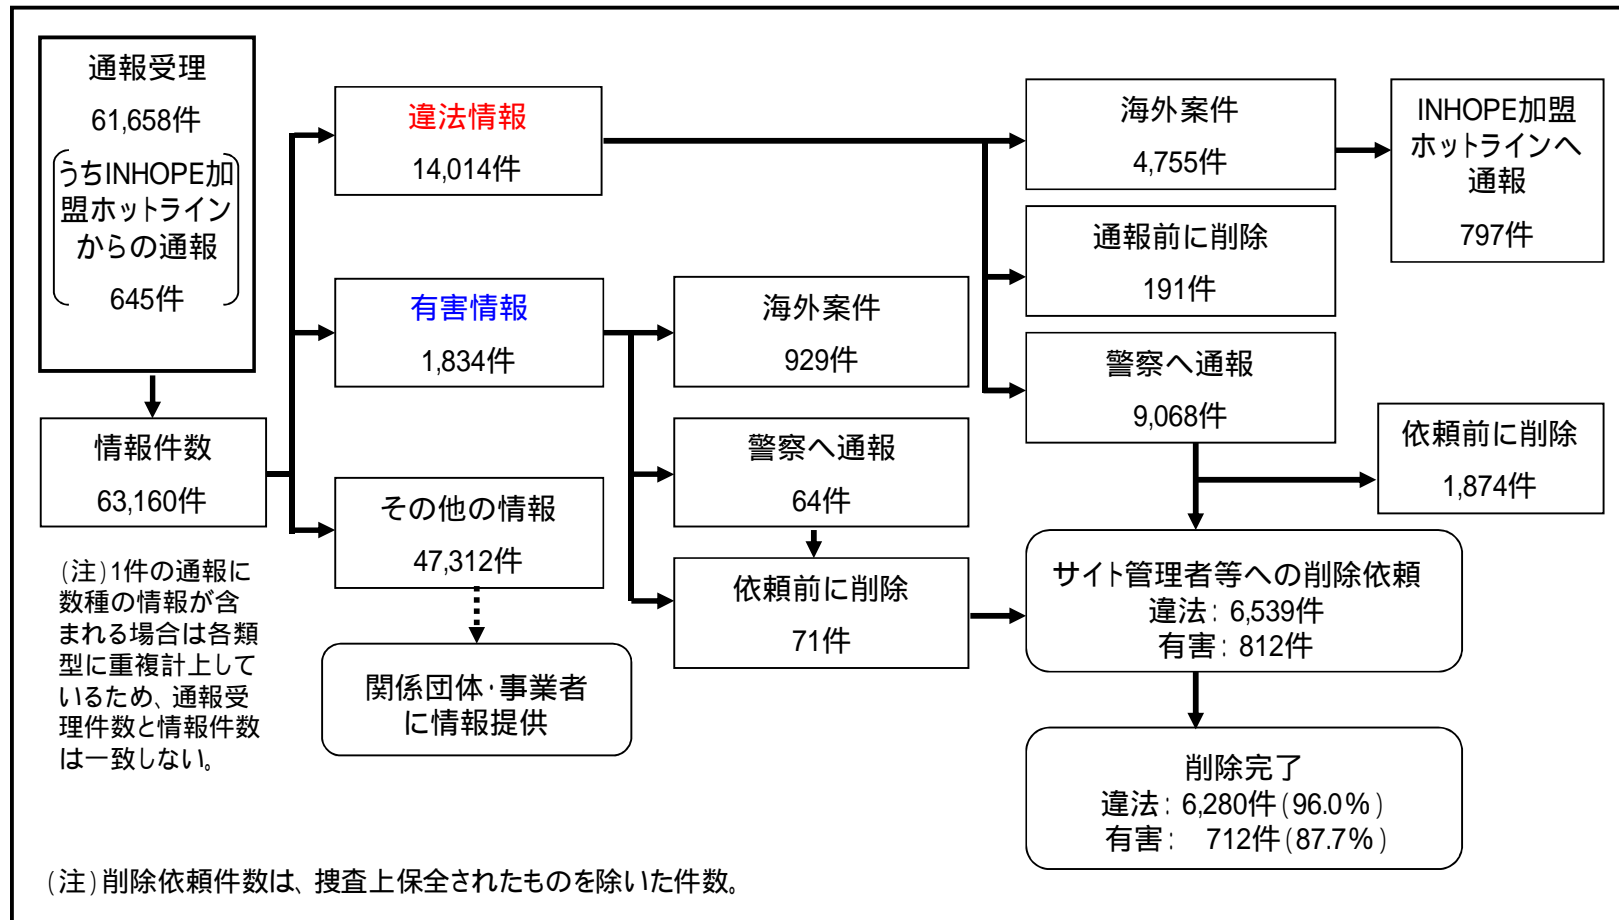 通報受理
61,658件
うちINHOPE加
盟ホットライン
からの通報
645件
情報件数
63,160件
(注)1件の通報に
数種の情報が含
まれる場合は各類
型に重複計上して
いるため、通報受
理件数と情報件数
は一致しない。
違法情報
14,014件
有害情報
1,834件
その他の情報
47,312件
関係団体・事業者
に情報提供
海外案件
929件
警察へ通報
64件
依頼前に削除
71件
海外案件
4,755件
通報前に削除
191件
警察へ通報
9,068件
INHOPE加盟
ホットラインへ
通報
797件
依頼前に削除
1,874件
サイト管理者等への削除依頼
違法：6,539件
有害：812件
削除完了
違法：6,280件(96.0%)
有害： 712件(87.7%)
(注)削除依頼件数は、捜査上保全されたものを除いた件数。